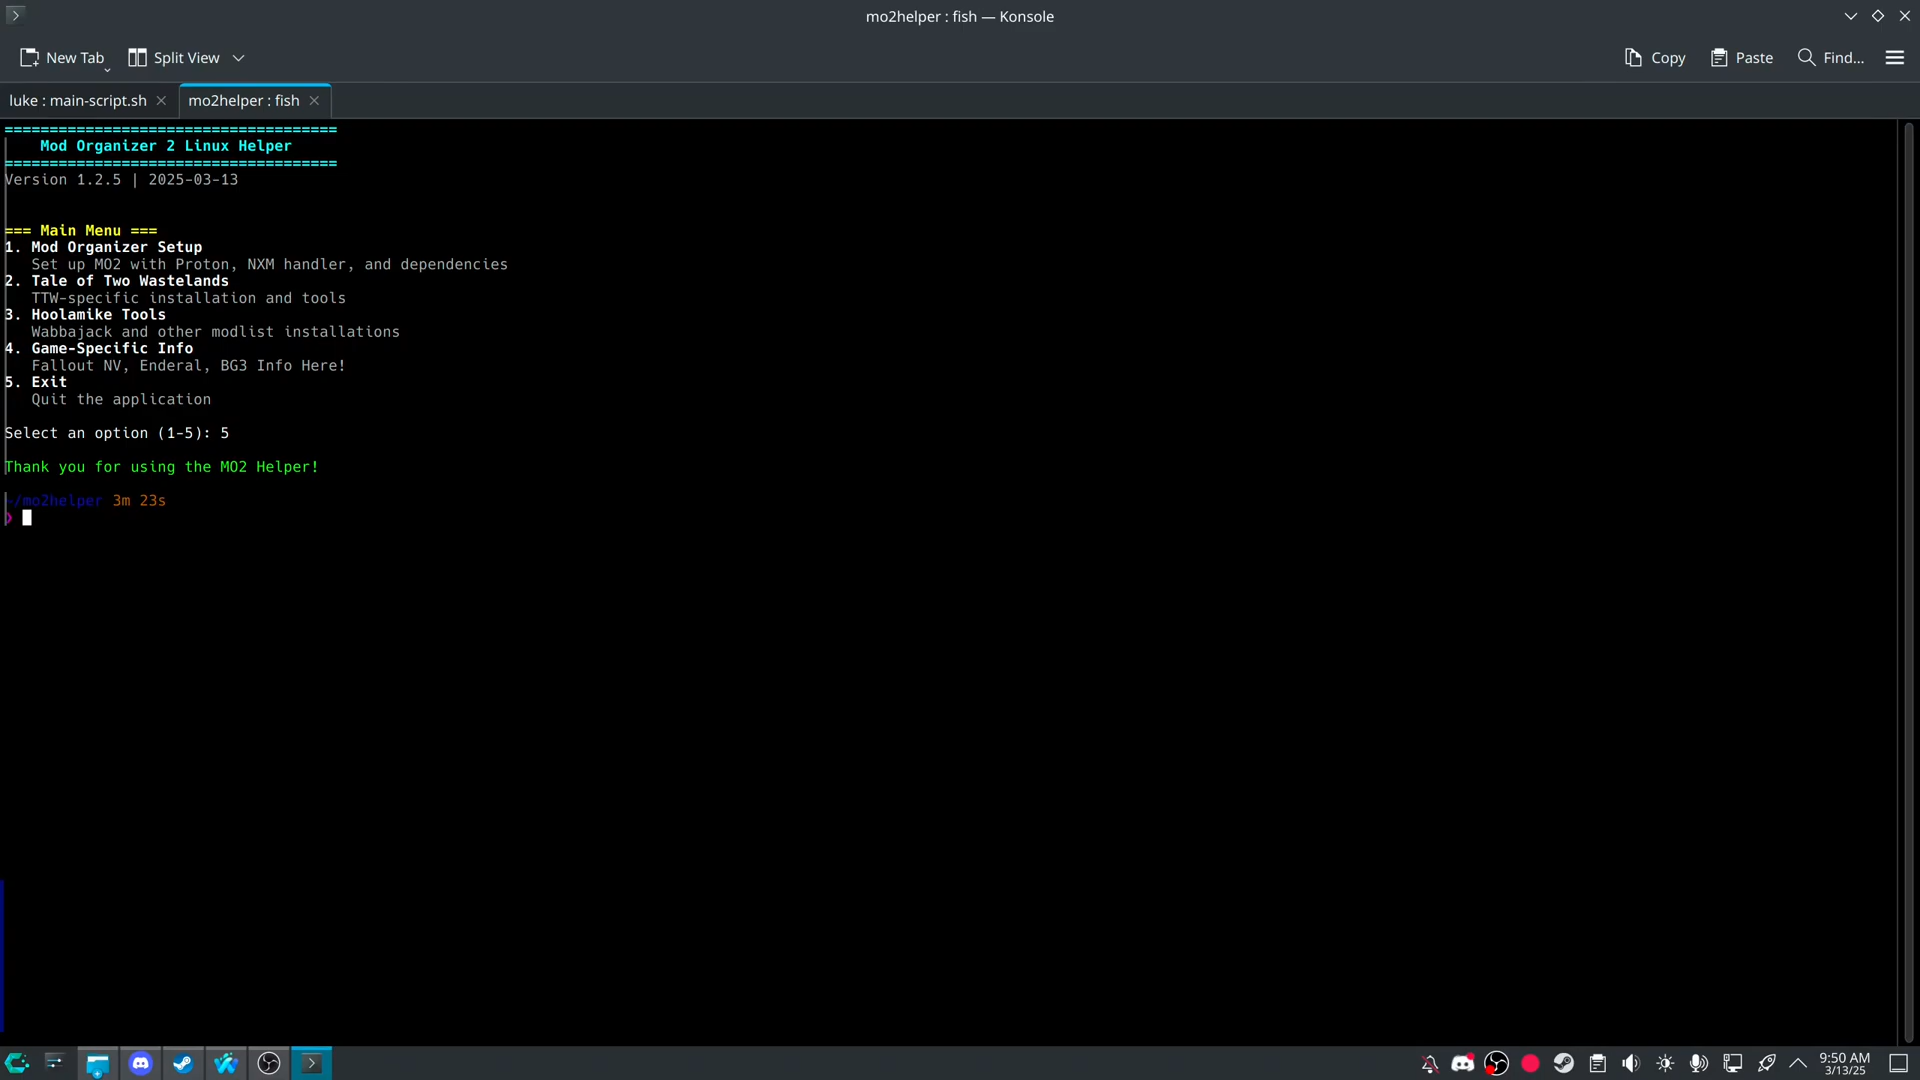 mo2helper : fish — Konsole
New Tab
Split View
Copy
Paste
Find...
luke : main-script.sh
mo2helper : fish
=====================================
Mod Organizer 2 Linux Helper
=====================================
Version 1.2.5 | 2025-03-13
=== Main Menu ===
1. Mod Organizer Setup
Set up MO2 with Proton, NXM handler, and dependencies
2. Tale of Two Wastelands
TTW-specific installation and tools
3. Hoolamike Tools
Wabbajack and other modlist installations
4. Game-Specific Info
Fallout NV, Enderal, BG3 Info Here!
5. Exit
Quit the application
Select an option (1-5): 5
Thank you for using the MO2 Helper!
~/mo2helper 3m 23s
❯
9:50 AM
3/13/25